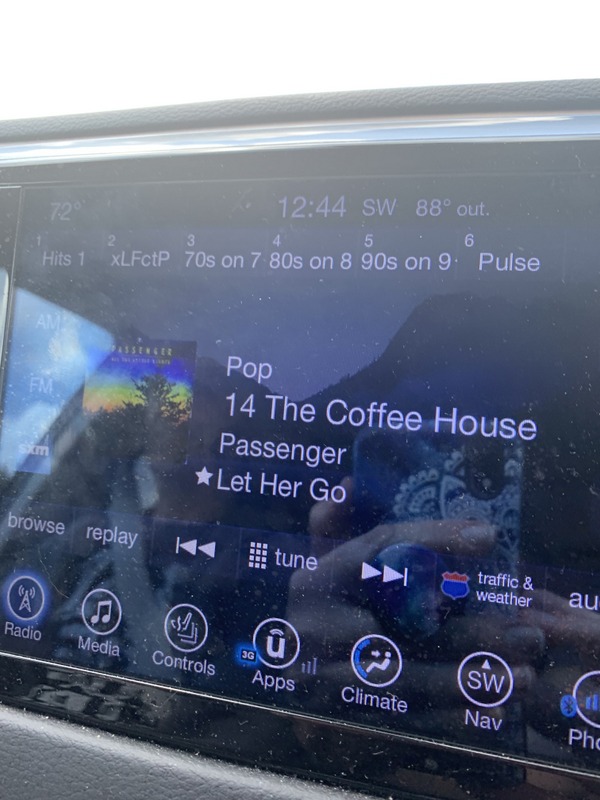 72° 12:44 SW 88° out.
1 2 3 4 5 6
Hits 1 xLFctP 70s on 7 80s on 8 90s on 9 Pulse
AM
FM
sxm
PASSENGER
Pop
14 The Coffee House
Passenger
Let Her Go
browse replay tune traffic &
weather
Radio Media Controls 3G Apps Climate SW Nav